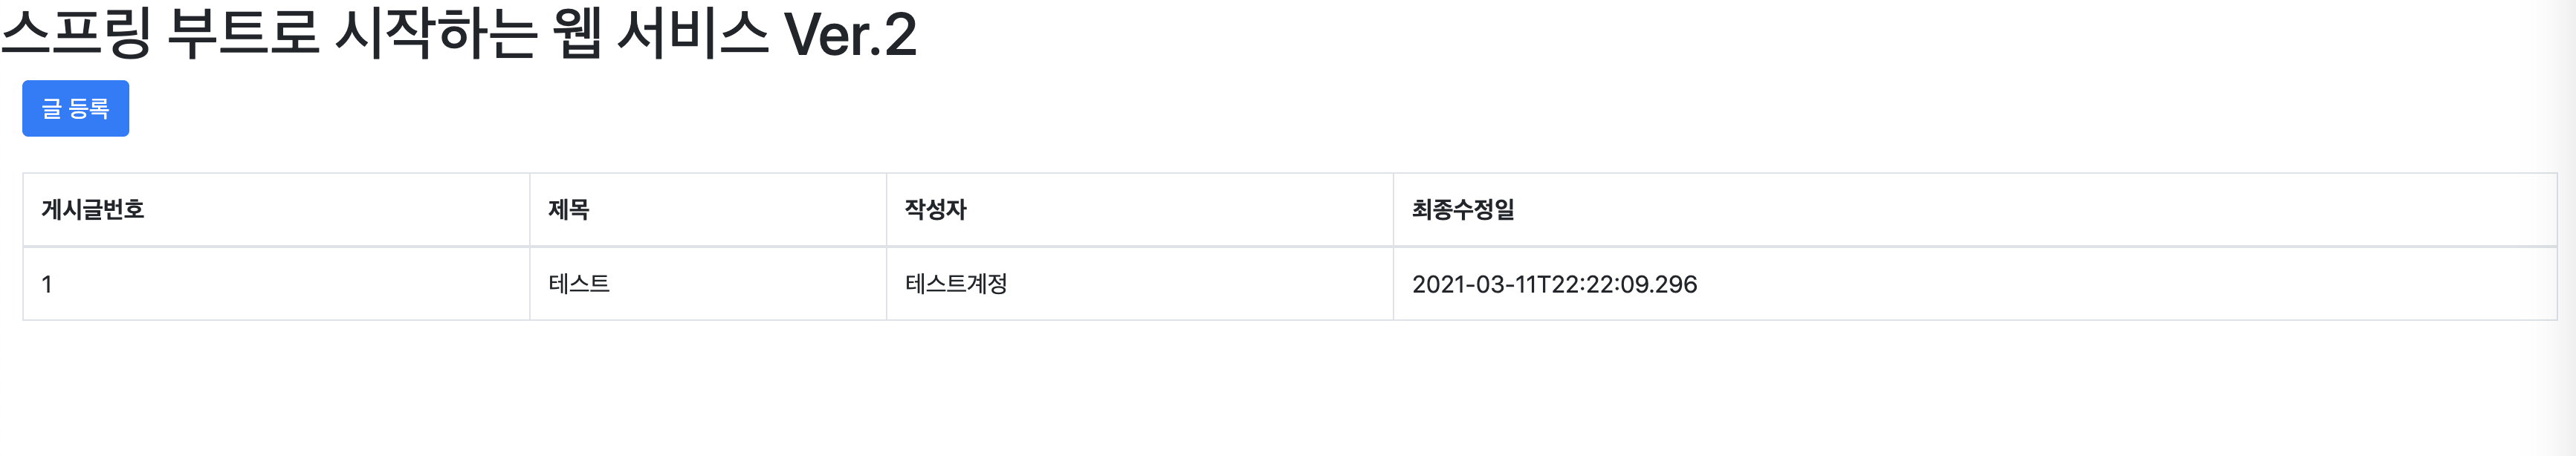 스프링 부트로 시작하는 웹 서비스 Ver.2
글 등록
게시글번호 제목 작성자 최종수정일
1 테스트 테스트계정 2021-03-11T22:22:09.296